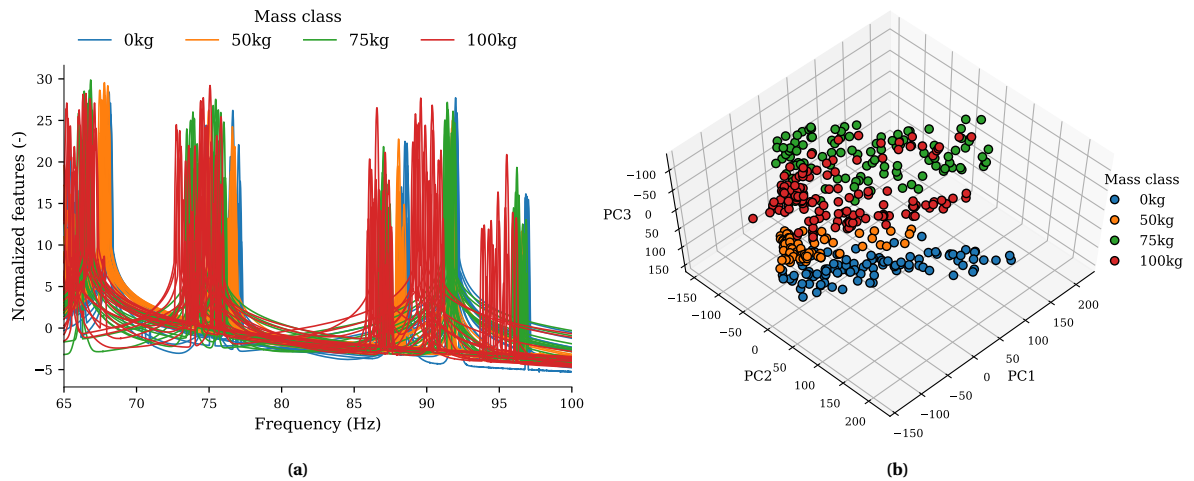 Mass class
0kg 50kg 75kg 100kg
Normalized features (-)
30
25
20
15
10
5
0
−5
65 70 75 80 85 90 95 100
Frequency (Hz)
(a)
PC3
−100
−50
0
50
100
150
−150
−100
−50
0
50
100
150
200
PC2
−150
−100
−50
0
50
100
150
200
PC1
Mass class
0kg
50kg
75kg
100kg
(b)